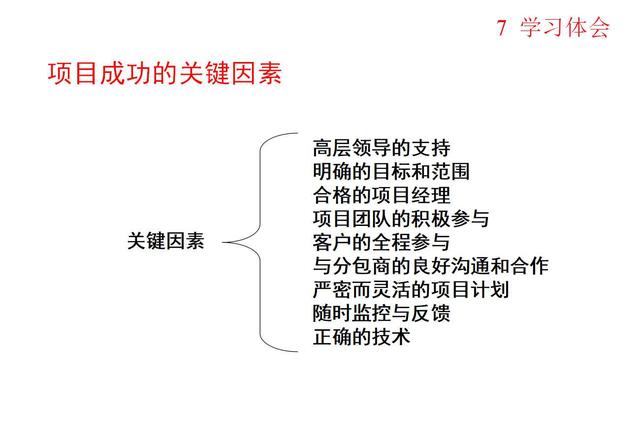 7 学习体会
项目成功的关键因素
关键因素
高层领导的支持
明确的目标和范围
合格的项目经理
项目团队的积极参与
客户的全程参与
与分包商的良好沟通和合作
严密而灵活的项目计划
随时监控与反馈
正确的技术